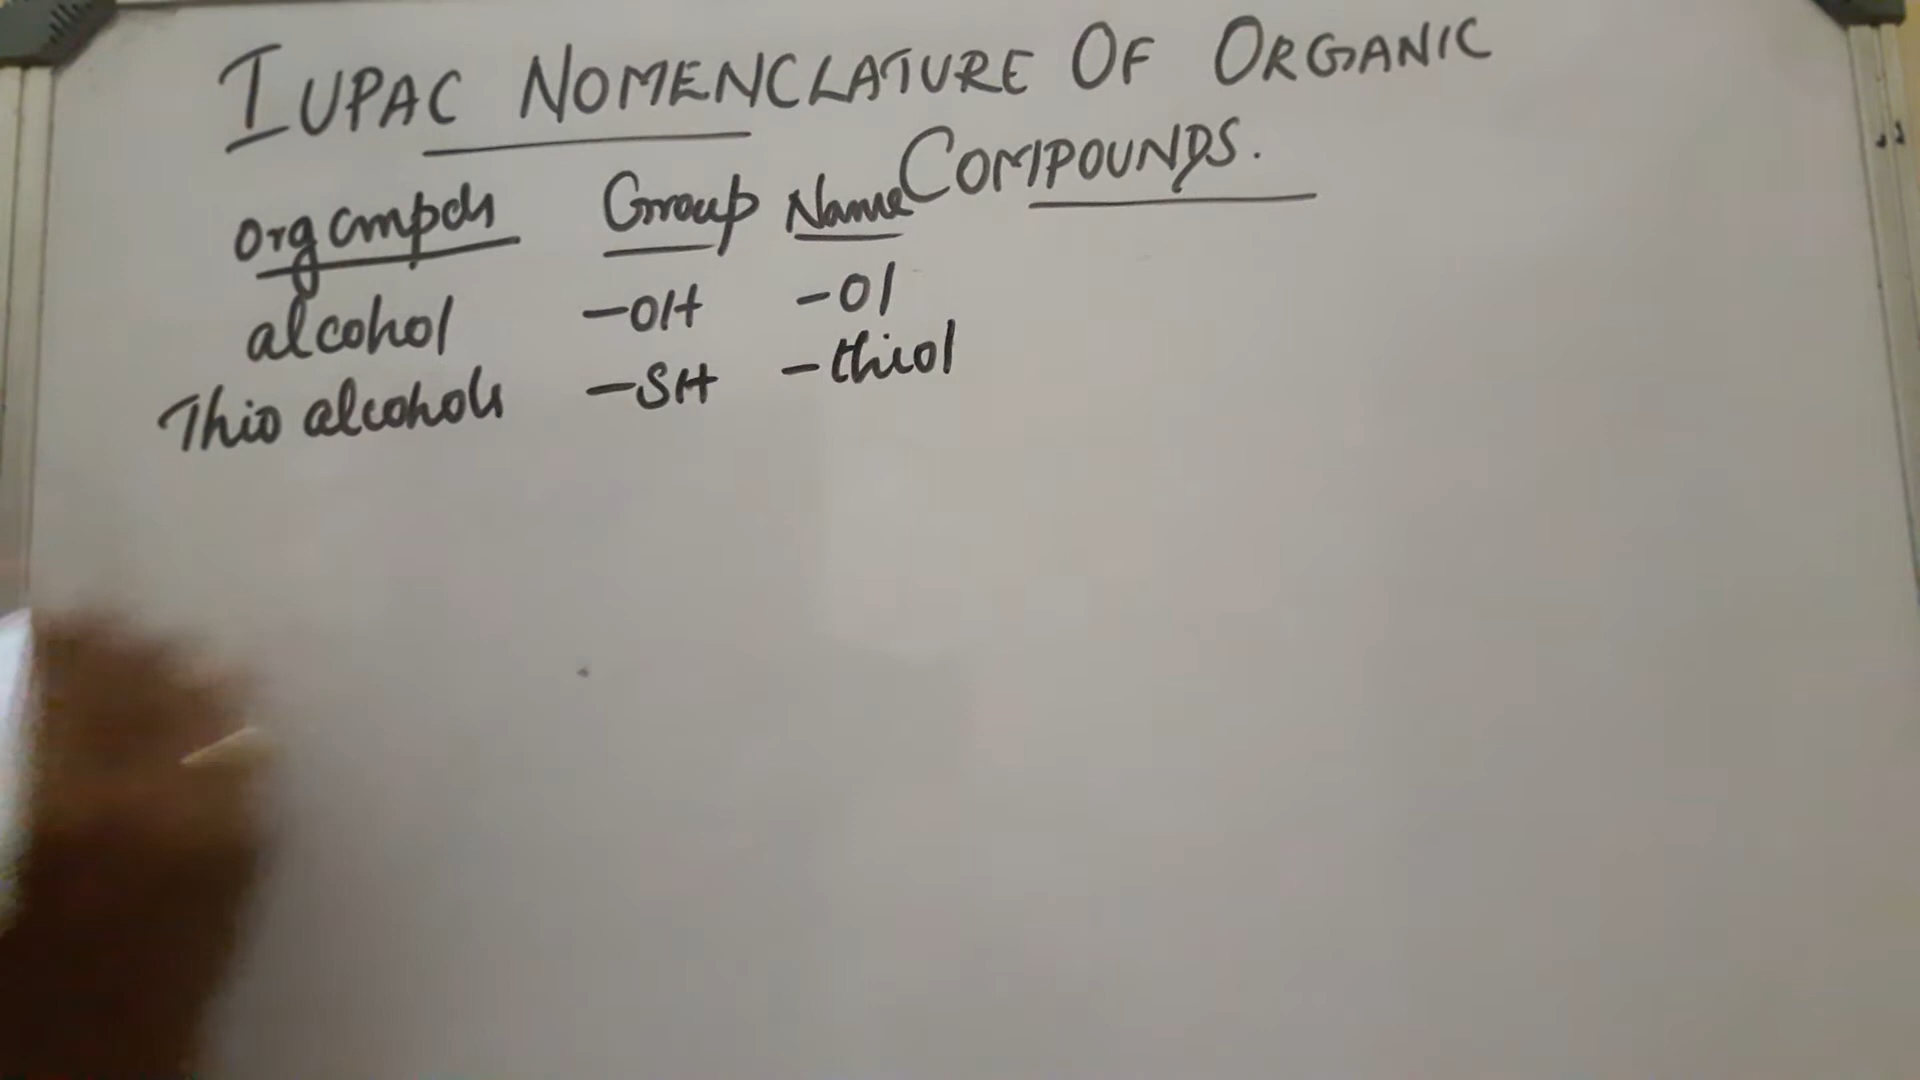 IUPAC NOMENCLATURE OF ORGANIC
COMPOUNDS.
org cmpds Group Name
alcohol -OH -ol
Thio alcohols -SH -thiol